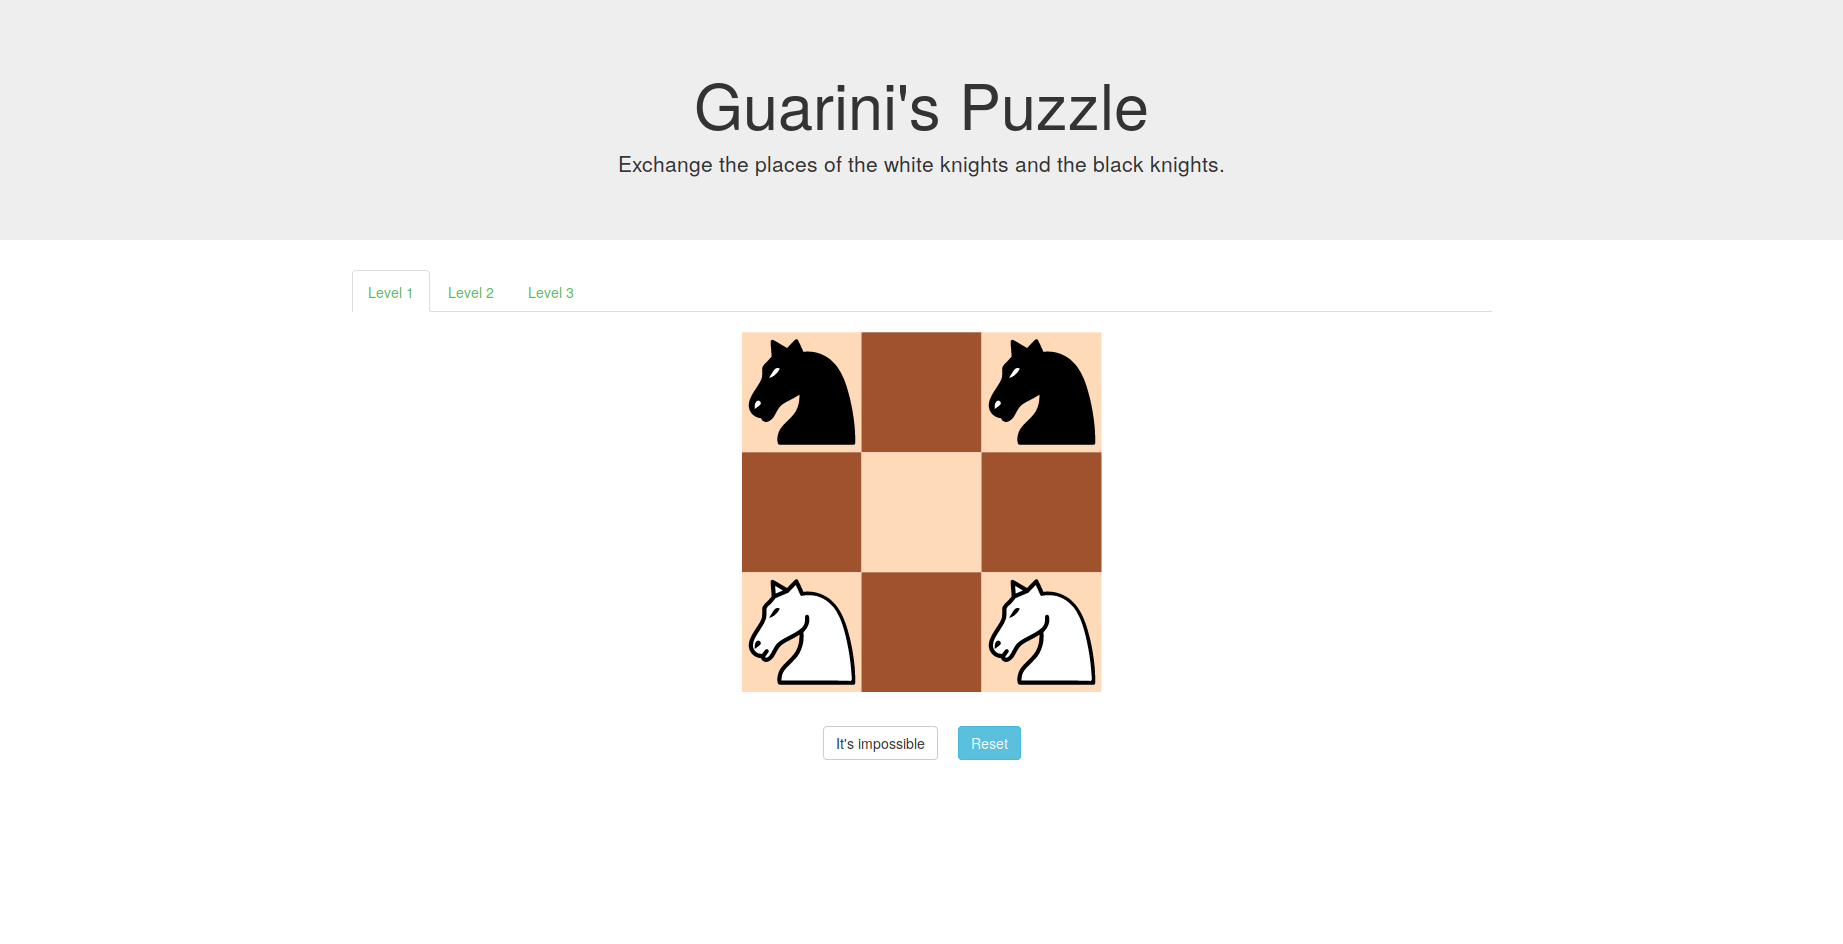 Guarini's Puzzle
Exchange the places of the white knights and the black knights.
Level 1 Level 2 Level 3
It's impossible Reset